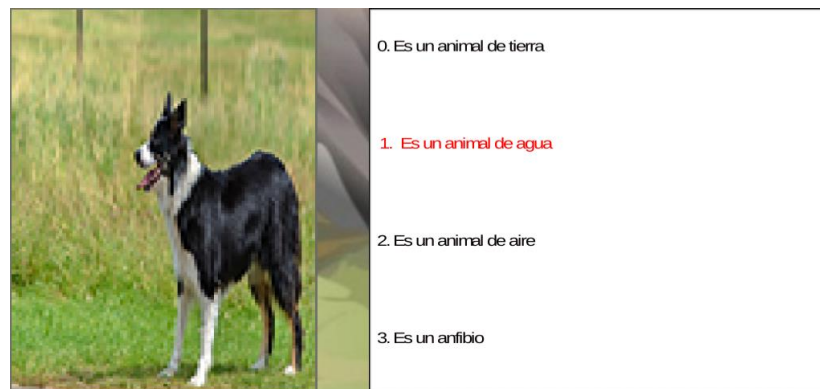 0. Es un animal de tierra
1. Es un animal de agua
2. Es un animal de aire
3. Es un anfibio